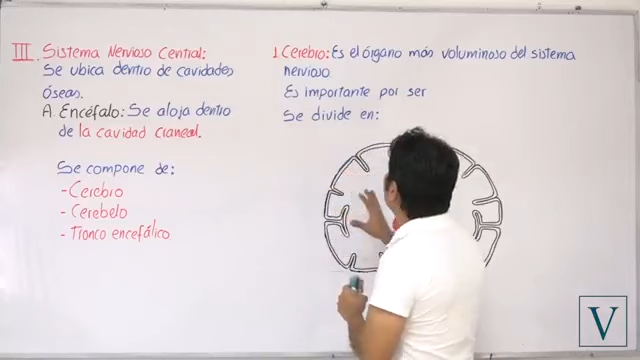 III. Sistema Nervioso Central:
Se ubica dentro de cavidades
óseas.
A. Encéfalo: Se aloja dentro
de la cavidad craneal.
Se compone de:
- Cerebro
- Cerebelo
- Tronco encefálico
1. Cerebro: Es el órgano más voluminoso del sistema
nervioso
Es importante por ser
Se divide en:
V